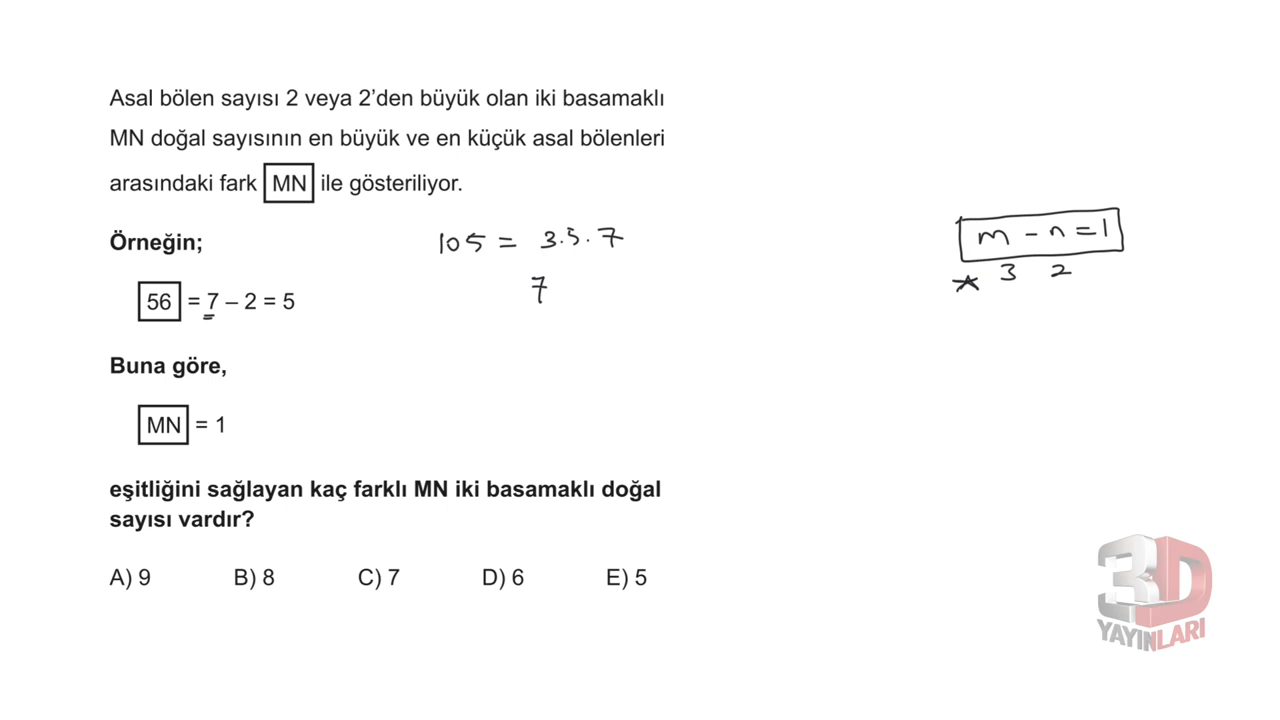 Asal bölen sayısı 2 veya 2’den büyük olan iki basamaklı
MN doğal sayısının en büyük ve en küçük asal bölenleri
arasındaki fark MN ile gösteriliyor.
Örneğin;
105 = 3.5.7
7
m - n = 1
3 2
56 = 7 – 2 = 5
Buna göre,
MN = 1
eşitliğini sağlayan kaç farklı MN iki basamaklı doğal
sayısı vardır?
A) 9 B) 8 C) 7 D) 6 E) 5
3D
YAYINLARI